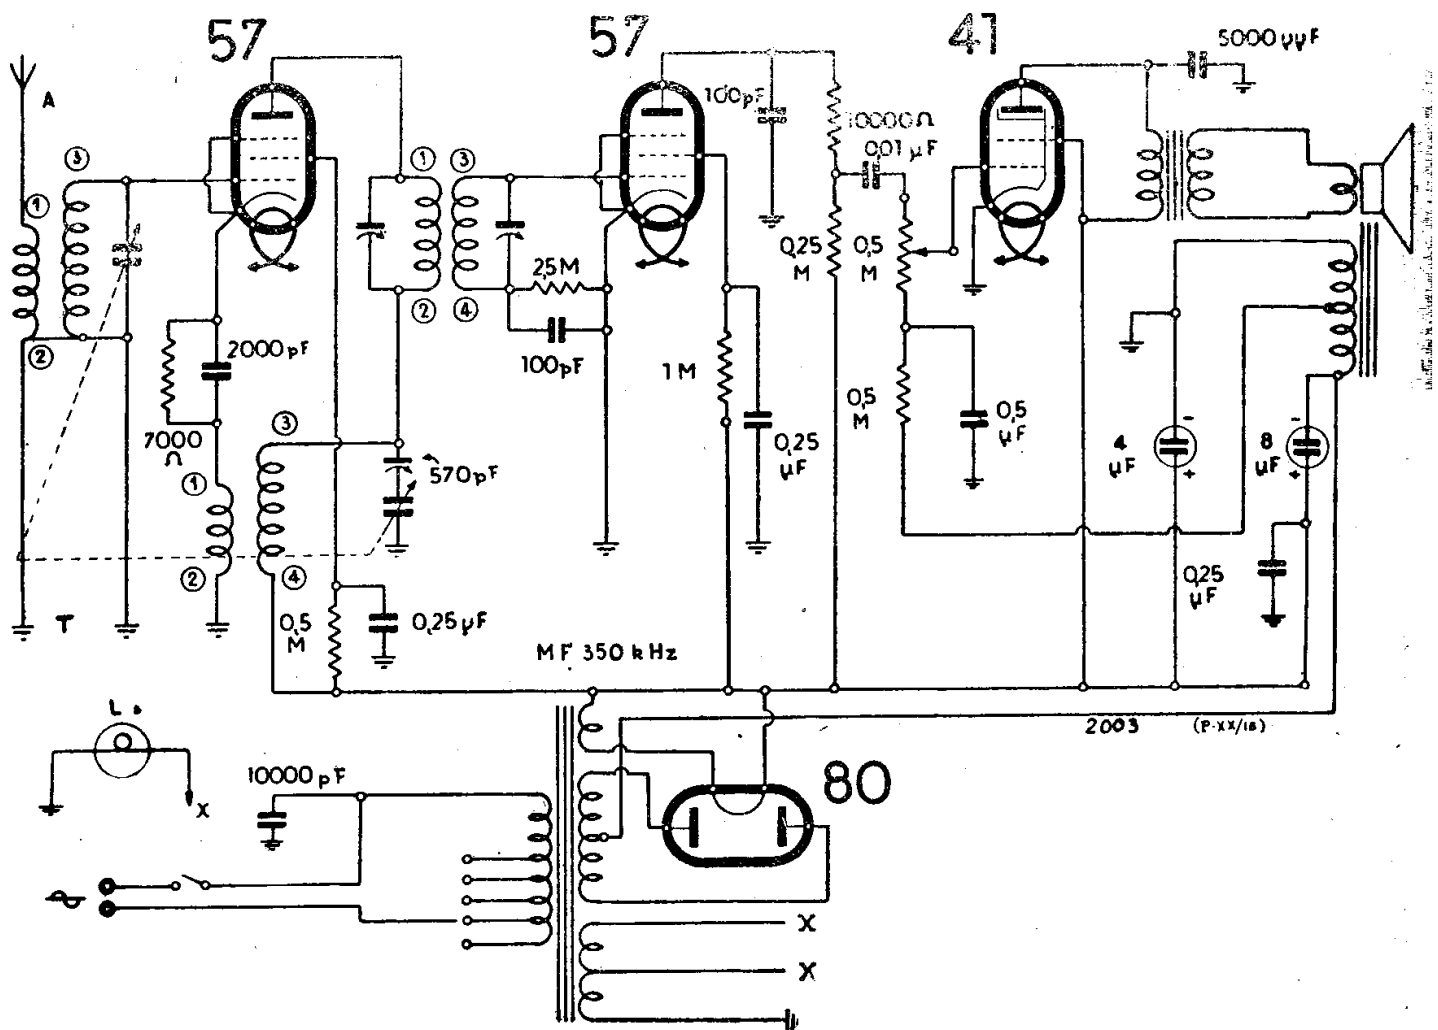 57
57
41
5000 µµF
A
100pF
10000Ω
0,01 µF
3
1
1
3
0,25
M
0,5
M
2,5M
2
4
2
2000pF
100pF
1M
0,5
M
0,5
µF
0,25
µF
-
4
µF
+
-
8
µF
+
7000
Ω
3
570pF
1
2
4
0,25
µF
T
0,5
M
0,25µF
MF 350 kHz
L
2003
(P-XX/18)
80
10000pF
X
X
X